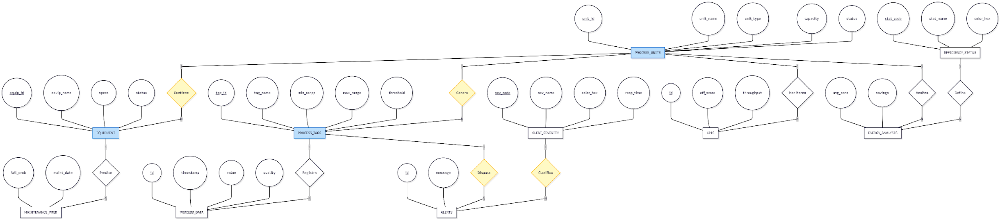 unit_id
unit_name
unit_type
capacity
status
stat_code
stat_name
color_hex
PROCESS_UNITS
EFFICIENCY_STATUS
1
1
1
1
1
equip_id
equip_name
specs
status
Contiene
tag_id
tag_name
min_range
max_range
threshold
Genera
sev_code
sev_name
color_hex
resp_time
id
eff_score
throughput
Monitorea
avg_cons
savings
Analiza
Define
N
N
N
N
N
EQUIPMENT
PROCESS_TAGS
ALERT_SEVERITY
KPIS
ENERGY_ANALYSIS
1
1
1
1
fail_prob
maint_date
Predice
id
timestamp
value
quality
Registra
id
message
Dispara
Clasifica
N
N
N
N
MAINTENANCE_PRED
PROCESS_DATA
ALERTS